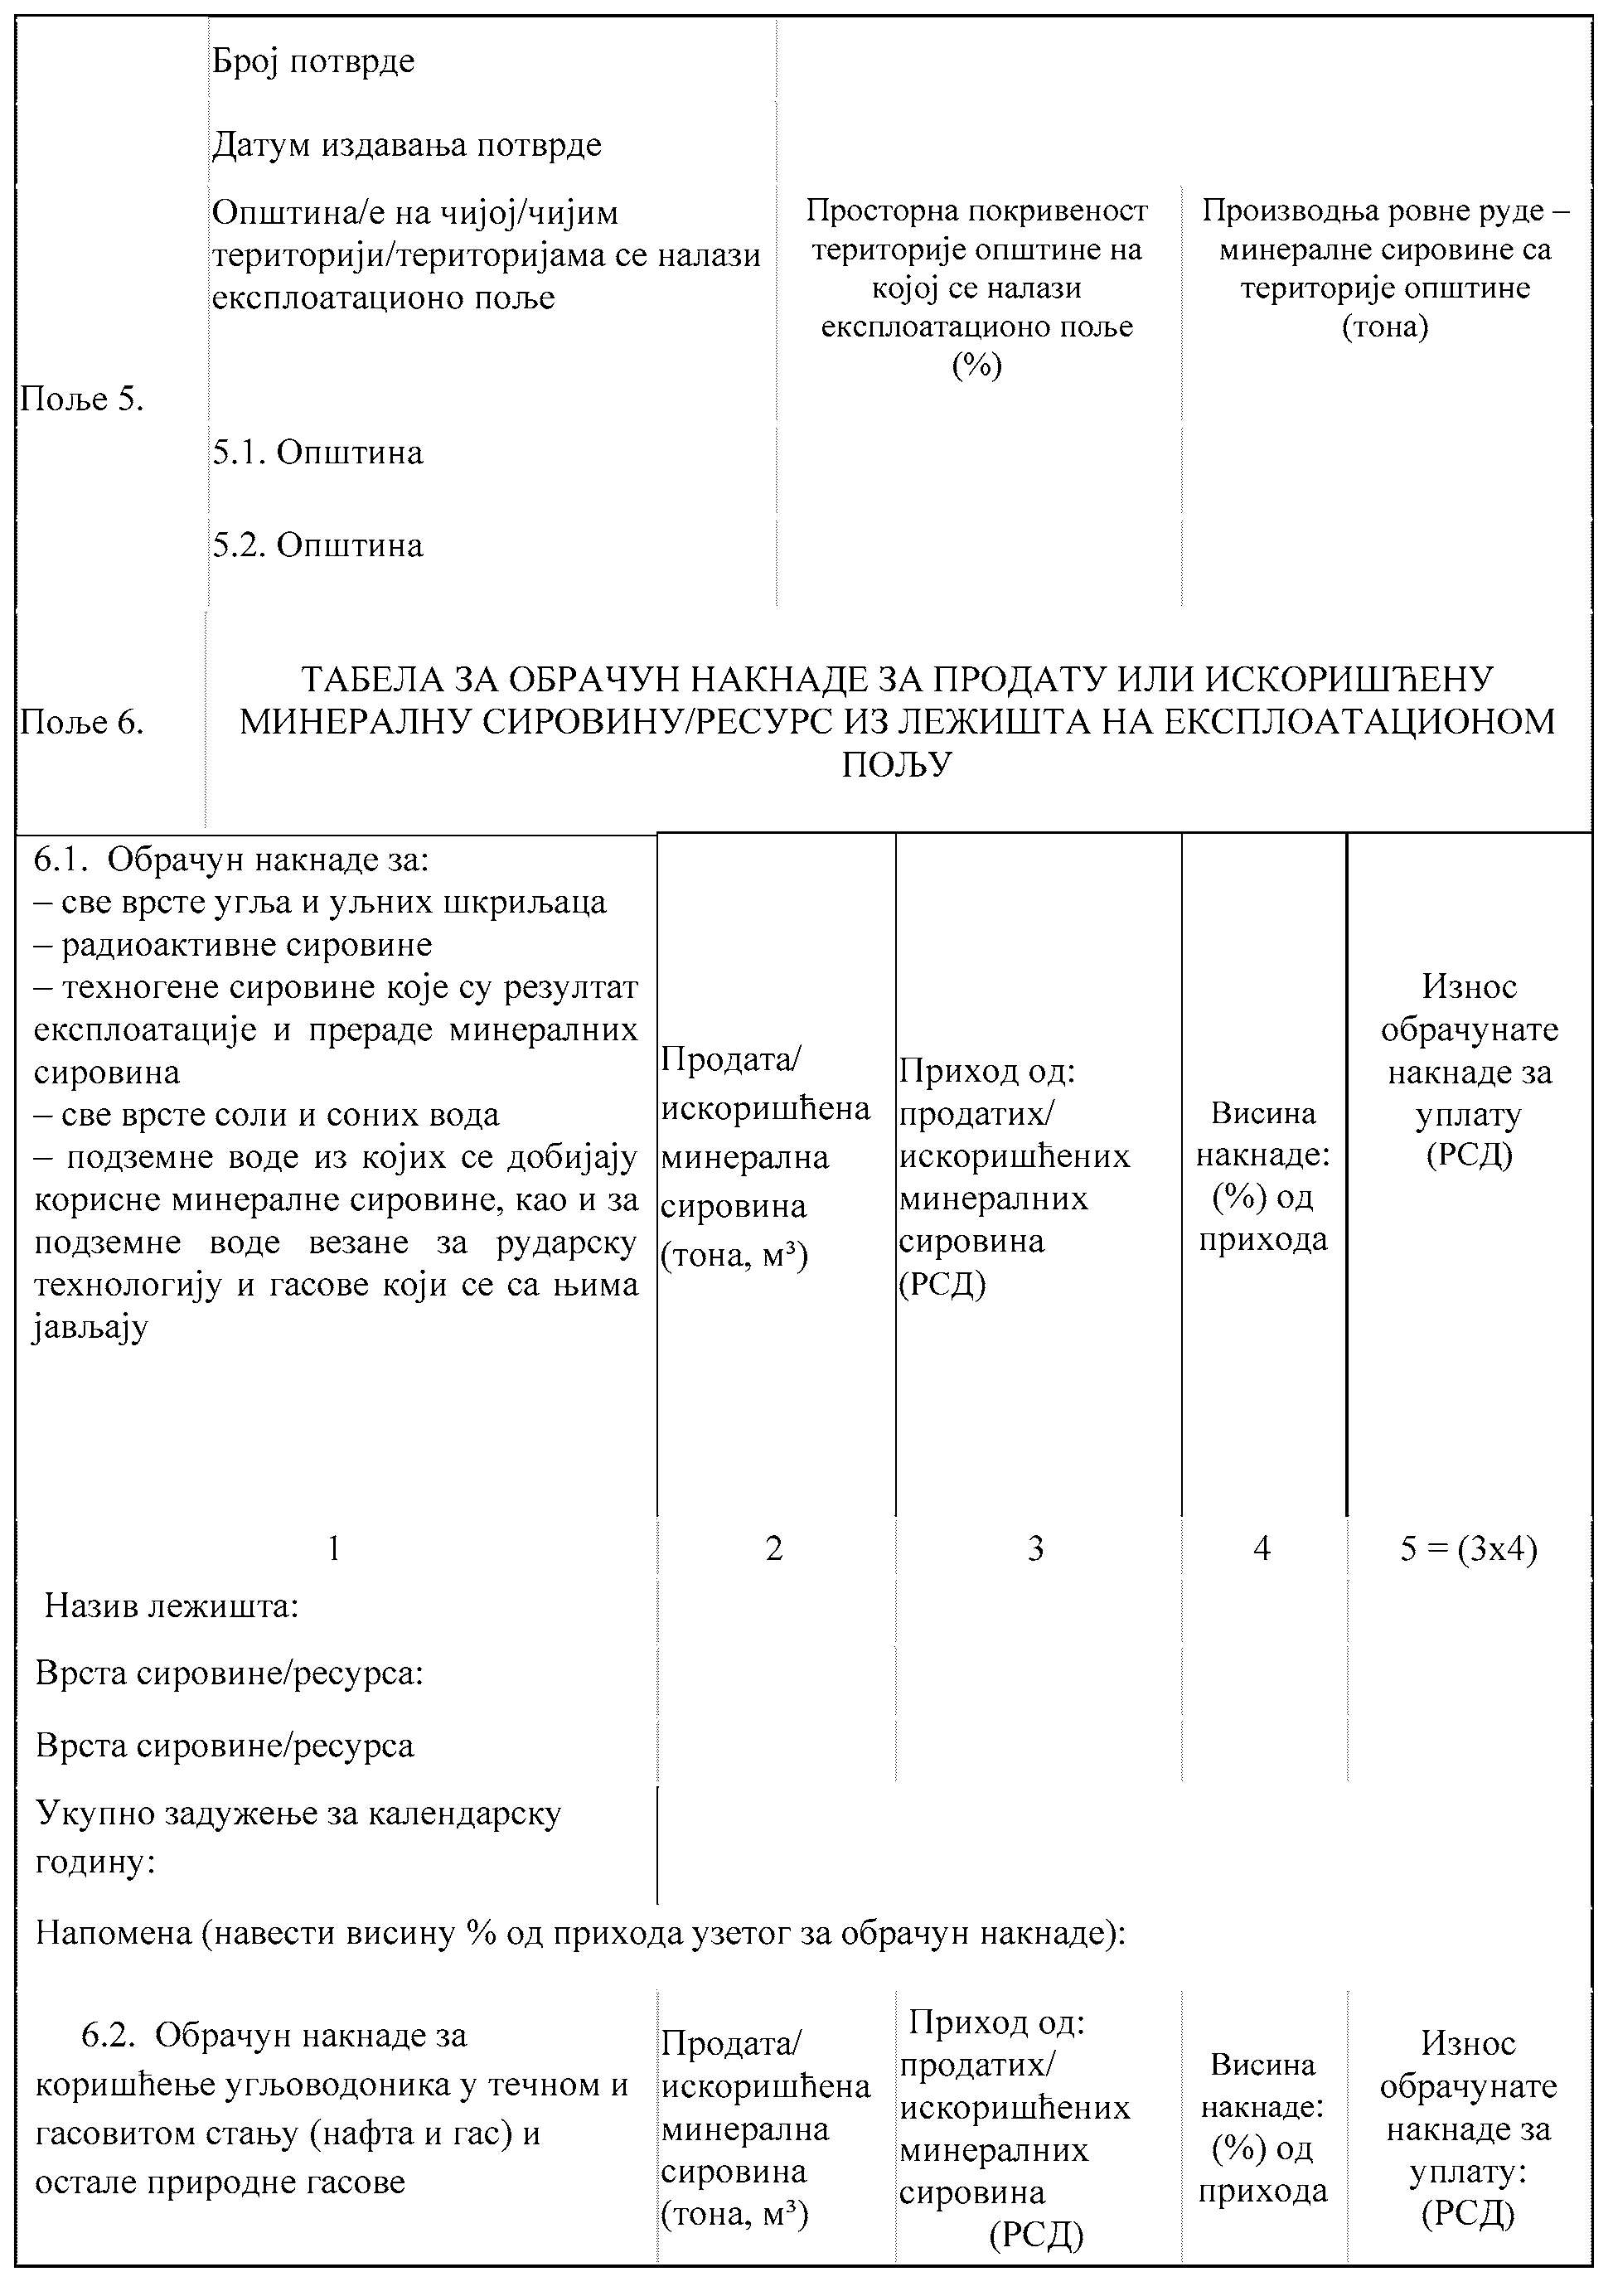 Број потврде
Датум издавања потврде
Општина/е на чијој/чијим
територији/територијама се налази
експлоатационо поље
Просторна покривеност
територије општине на
којој се налази
експлоатационо поље
(%)
Производња ровне руде –
минералне сировине са
територије општине
(тона)
Поље 5.
5.1. Општина
5.2. Општина
Поље 6.
ТАБЕЛА ЗА ОБРАЧУН НАКНАДЕ ЗА ПРОДАТУ ИЛИ ИСКОРИШЋЕНУ
МИНЕРАЛНУ СИРОВИНУ/РЕСУРС ИЗ ЛЕЖИШТА НА ЕКСПЛОАТАЦИОНОМ
ПОЉУ
6.1. Обрачун накнаде за:
– све врсте угља и уљних шкриљаца
– радиоактивне сировине
– техногене сировине које су резултат
експлоатације и прераде минералних
сировина
– све врсте соли и соних вода
– подземне воде из којих се добијају
корисне минералне сировине, као и за
подземне воде везане за рударску
технологију и гасове који се са њима
јављају
Продата/
искоришћена
минерална
сировина
(тона, м³)
Приход од:
продатих/
искоришћених
минералних
сировина
(РСД)
Висина
накнаде:
(%) од
прихода
Износ
обрачунате
накнаде за
уплату
(РСД)
1 2 3 4 5 = (3x4)
Назив лежишта:
Врста сировине/ресурса:
Врста сировине/ресурса
Укупно задужење за календарску
годину:
Напомена (навести висину % од прихода узетог за обрачун накнаде):
6.2. Обрачун накнаде за
коришћење угљоводоника у течном и
гасовитом стању (нафта и гас) и
остале природне гасове
Продата/
искоришћена
минерална
сировина
(тона, м³)
Приход од:
продатих/
искоришћених
минералних
сировина
(РСД)
Висина
накнаде:
(%) од
прихода
Износ
обрачунате
накнаде за
уплату:
(РСД)